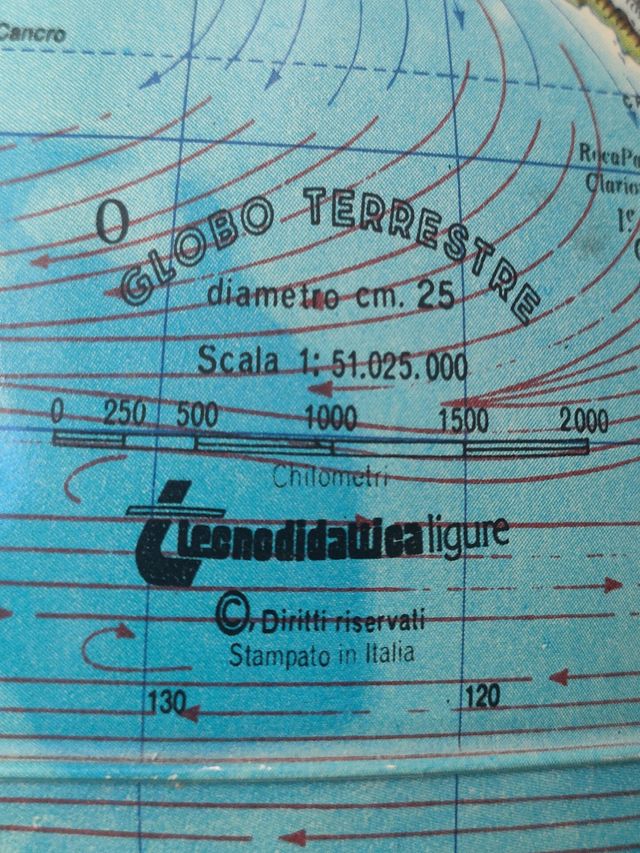 Cancro
O
GLOBO TERRESTRE
diametro cm. 25
Scala 1: 51.025.000
0 250 500 1000 1500 2000
Chilometri
tecnodidattica ligure
©, Diritti riservati
Stampato in Italia
130 120